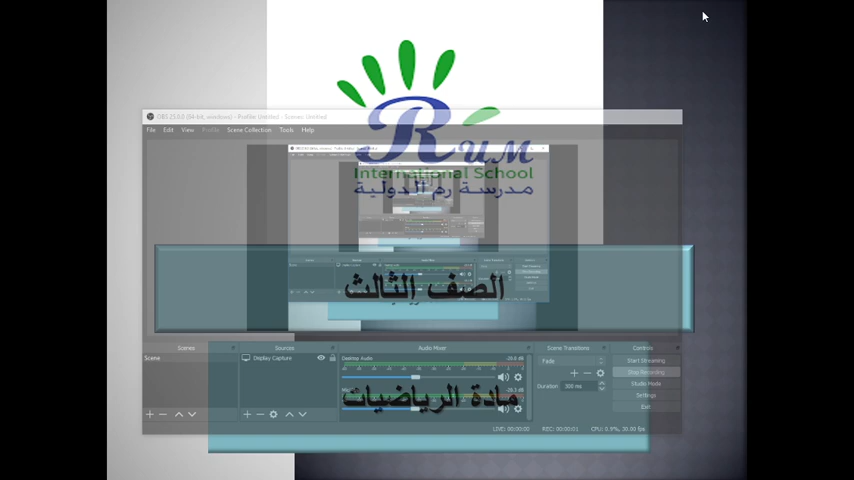 Rum
International School
مدرسة رم الدولية
OBS 25.0.0 (64-bit, windows) - Profile: Untitled - Scenes: Untitled
File Edit View Profile Scene Collection Tools Help
الصف الثالث
Scenes Sources Audio Mixer Scene Transitions Controls
Scene
Display Capture
Desktop Audio
Fade
Duration 300 ms
Start Streaming
Stop Recording
Studio Mode
Settings
Exit
مادة الرياضيات
LIVE: 00:00:00 REC: 00:00:01 CPU: 0.9%, 30.00 fps